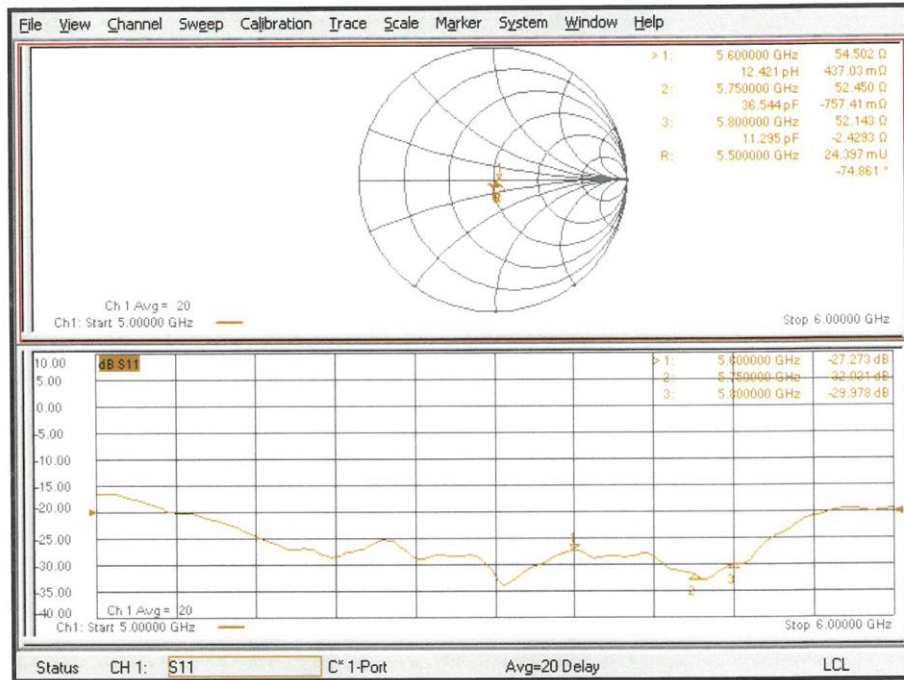 File View Channel Sweep Calibration Trace Scale Marker System Window Help
> 1: 5.600000 GHz 54.502 Ω
12.421 pH 437.03 mΩ
2: 5.750000 GHz 52.450 Ω
36.544 pF -757.41 mΩ
3: 5.800000 GHz 52.143 Ω
11.295 pF -2.4293 Ω
R: 5.500000 GHz 24.397 mU
-74.861 °
Ch 1 Avg = 20
Ch1: Start 5.00000 GHz Stop 6.00000 GHz
10.00 dB S11 > 1: 5.600000 GHz -27.273 dB
5.00 2: 5.750000 GHz -32.021 dB
0.00 3: 5.800000 GHz -29.978 dB
-5.00
-10.00
-15.00
-20.00
-25.00
-30.00
1
-35.00
2 3
-40.00
Ch 1 Avg = 20
Ch1: Start 5.00000 GHz Stop 6.00000 GHz
Status CH 1: S11 C* 1-Port Avg=20 Delay LCL